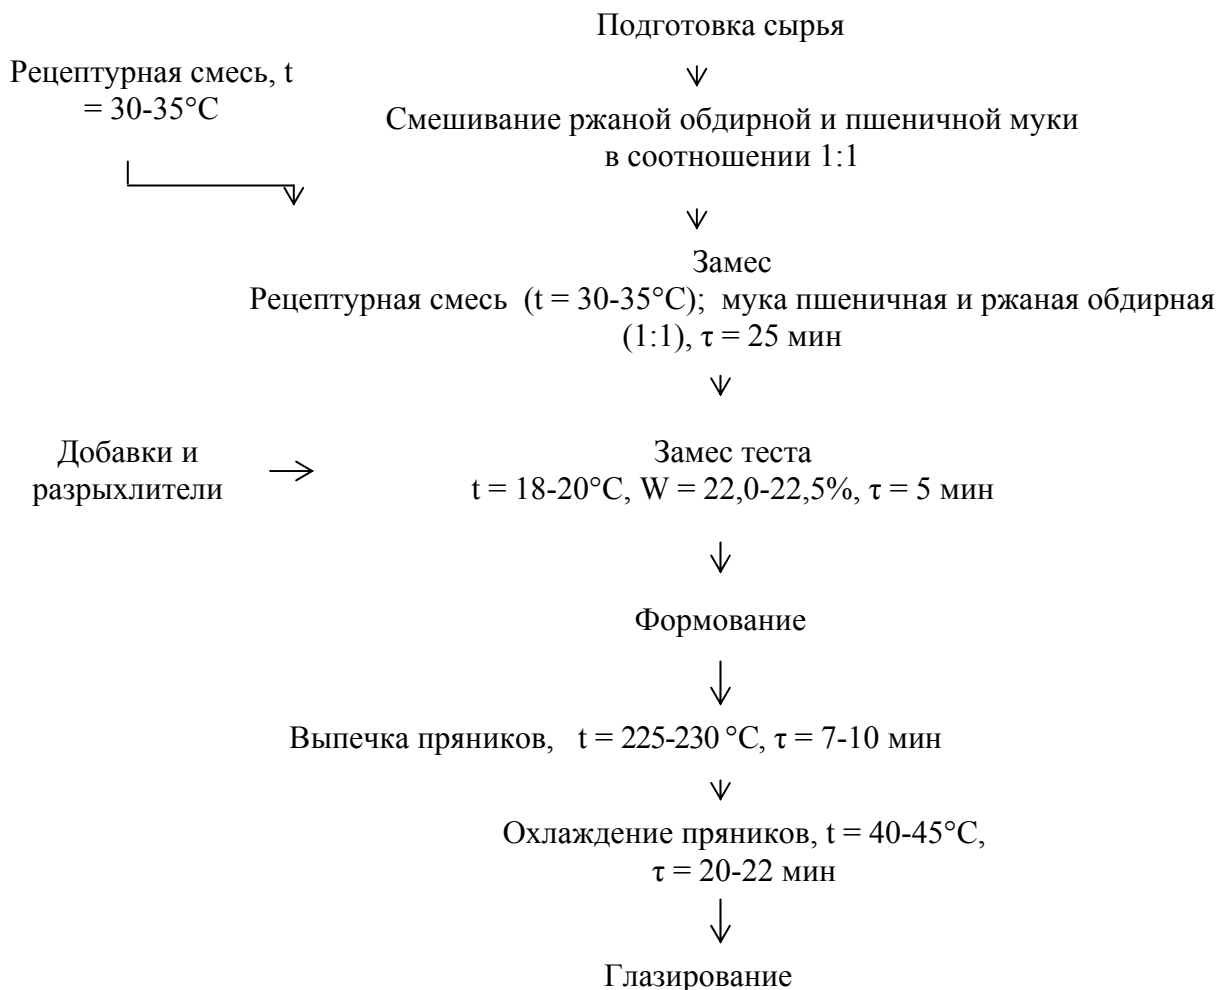 Подготовка сырья
Рецептурная смесь, t
= 30-35°С
Смешивание ржаной обдирной и пшеничной муки
в соотношении 1:1
Замес
Рецептурная смесь (t = 30-35°С); мука пшеничная и ржаная обдирная
(1:1), τ = 25 мин
Добавки и
разрыхлители
Замес теста
t = 18-20°С, W = 22,0-22,5%, τ = 5 мин
Формование
Выпечка пряников, t = 225-230 °С, τ = 7-10 мин
Охлаждение пряников, t = 40-45°С,
τ = 20-22 мин
Глазирование